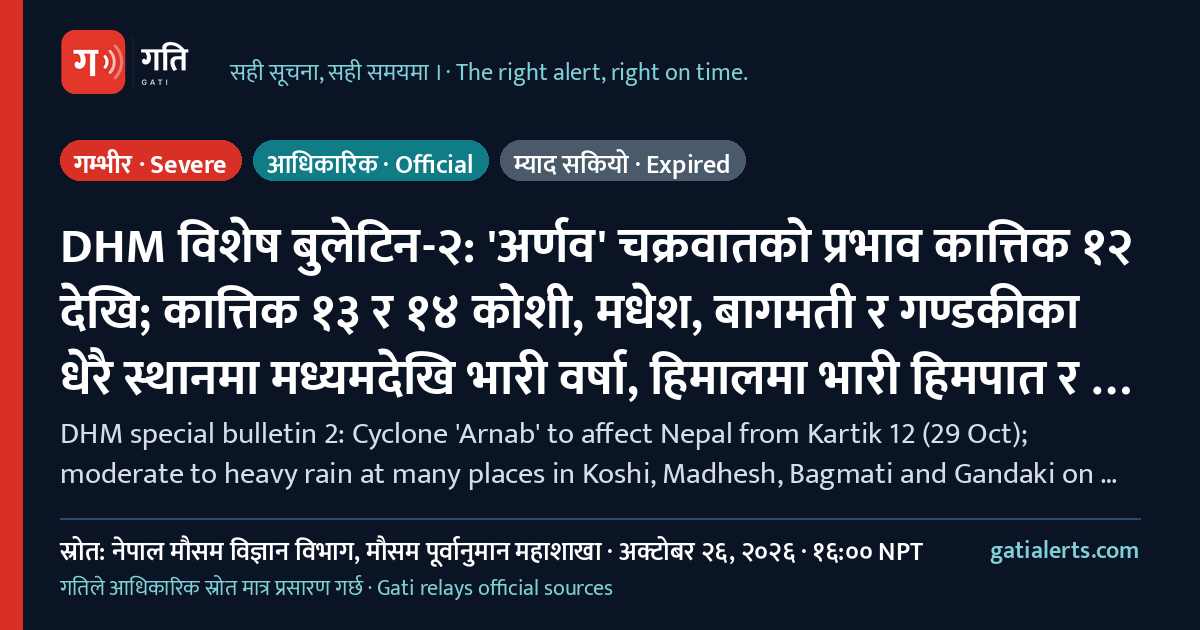 ग
गति
GATI
सही सूचना, सही समयमा । · The right alert, right on time.
गम्भीर · Severe
आधिकारिक · Official
म्याद सकियो · Expired
DHM विशेष बुलेटिन-२: 'अर्णव' चक्रवातको प्रभाव कात्तिक १२
देखि; कात्तिक १३ र १४ कोशी, मधेश, बागमती र गण्डकीका
धेरै स्थानमा मध्यमदेखि भारी वर्षा, हिमालमा भारी हिमपात र …
DHM special bulletin 2: Cyclone 'Arnab' to affect Nepal from Kartik 12 (29 Oct);
moderate to heavy rain at many places in Koshi, Madhesh, Bagmati and Gandaki on …
स्रोत: नेपाल मौसम विज्ञान विभाग, मौसम पूर्वानुमान महाशाखा · अक्टोबर २६, २०२६ · १६:०० NPT
gatialerts.com
गतिले आधिकारिक स्रोत मात्र प्रसारण गर्छ · Gati relays official sources